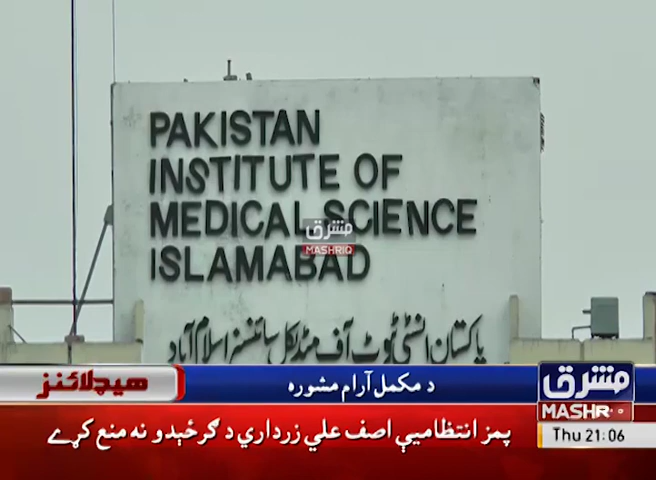 PAKISTAN
INSTITUTE OF
MEDICAL SCIENCE
ISLAMABAD
مشرق
MASHRIQ
پاکستان انسٹی ٹیوٹ آف میڈیکل سائنسز اسلام آباد
هيډلائنز
د مکمل آرام مشوره
مشرق
MASHR
پمز انتظاميې اصف علي زرداري د ګرځېدو نه منع کړے
Thu 21:06